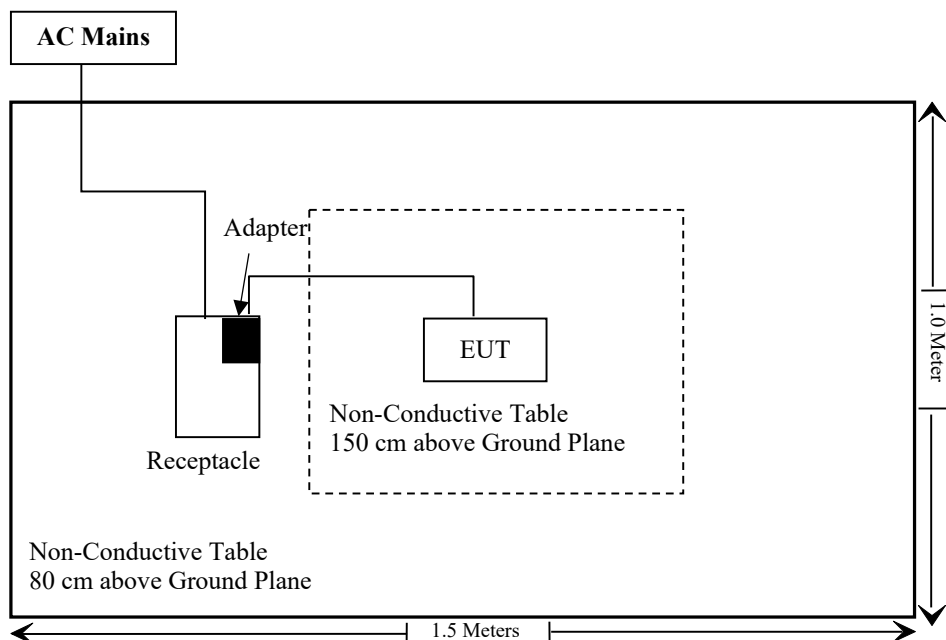 AC Mains
Adapter
EUT
Non-Conductive Table
150 cm above Ground Plane
Receptacle
Non-Conductive Table
80 cm above Ground Plane
1.0 Meter
1.5 Meters